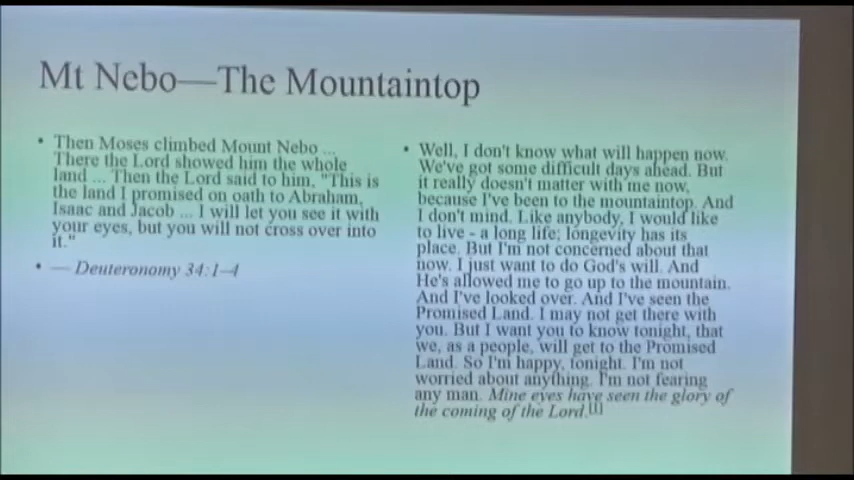 Mt Nebo—The Mountaintop
• Then Moses climbed Mount Nebo ...
There the Lord showed him the whole
land ... Then the Lord said to him, "This is
the land I promised on oath to Abraham,
Isaac and Jacob ... I will let you see it with
your eyes, but you will not cross over into
it."
• — Deuteronomy 34:1–4
• Well, I don't know what will happen now.
We've got some difficult days ahead. But
it really doesn't matter with me now,
because I've been to the mountaintop. And
I don't mind. Like anybody, I would like
to live - a long life; longevity has its
place. But I'm not concerned about that
now. I just want to do God's will. And
He's allowed me to go up to the mountain.
And I've looked over. And I've seen the
Promised Land. I may not get there with
you. But I want you to know tonight, that
we, as a people, will get to the Promised
Land. So I'm happy, tonight. I'm not
worried about anything. I'm not fearing
any man. Mine eyes have seen the glory of
the coming of the Lord.[1]